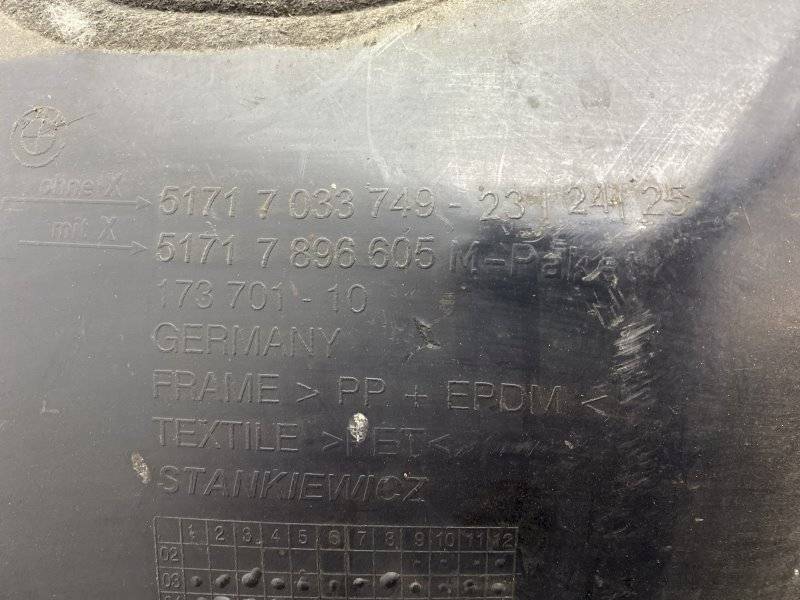 ohne X 5171 7 033 749 - 23 | 24 | 25
mit X 5171 7 896 605 M-Paket
173 701 - 10
GERMANY
FRAME > PP + EPDM <
TEXTILE >PET<
STANKIEWICZ
1 2 3 4 5 6 7 8 9 10 11 12
02
03